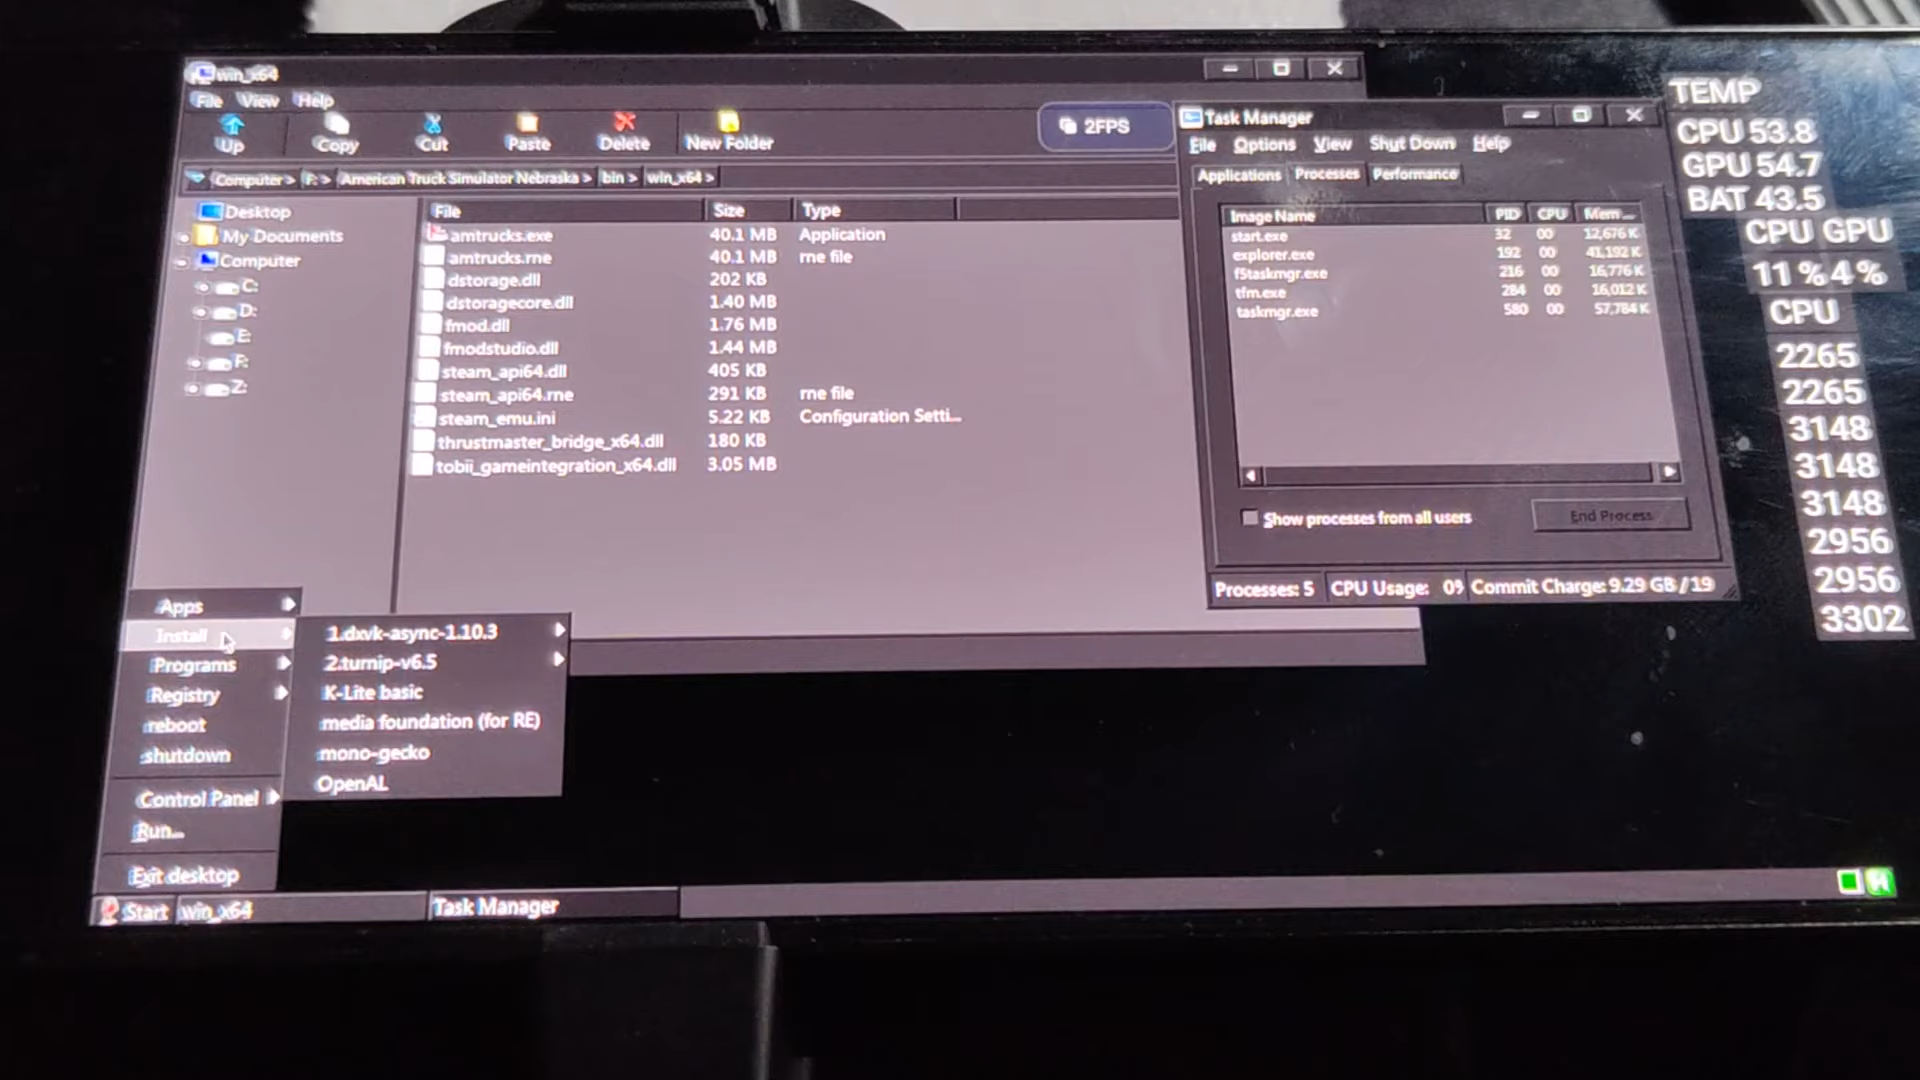 win_x64
File View Help
Up Copy Cut Paste Delete New Folder
2FPS
Computer > F: > American Truck Simulator Nebraska > bin > win_x64 >
Desktop
My Documents
Computer
C:
D:
E:
F:
Z:
File Size Type
amtrucks.exe 40.1 MB Application
amtrucks.rne 40.1 MB rne file
dstorage.dll 202 KB
dstoragecore.dll 1.40 MB
fmod.dll 1.76 MB
fmodstudio.dll 1.44 MB
steam_api64.dll 405 KB
steam_api64.rne 291 KB rne file
steam_emu.ini 5.22 KB Configuration Setti...
thrustmaster_bridge_x64.dll 180 KB
tobii_gameintegration_x64.dll 3.05 MB
Task Manager
File Options View Shut Down Help
Applications Processes Performance
Image Name PID CPU Mem...
start.exe 32 00 12,676 K
explorer.exe 192 00 41,192 K
f5taskmgr.exe 216 00 16,776 K
tfm.exe 284 00 16,012 K
taskmgr.exe 580 00 57,784 K
Show processes from all users
End Process
Processes: 5 CPU Usage: 0% Commit Charge: 9.29 GB / 19
TEMP
CPU 53.8
GPU 54.7
BAT 43.5
CPU GPU
11 % 4 %
CPU
2265
2265
3148
3148
3148
2956
2956
3302
Apps
Install
Programs
Registry
reboot
shutdown
Control Panel
Run...
Exit desktop
1.dxvk-async-1.10.3
2.turnip-v6.5
K-Lite basic
media foundation (for RE)
mono-gecko
OpenAL
Start win_x64 Task Manager